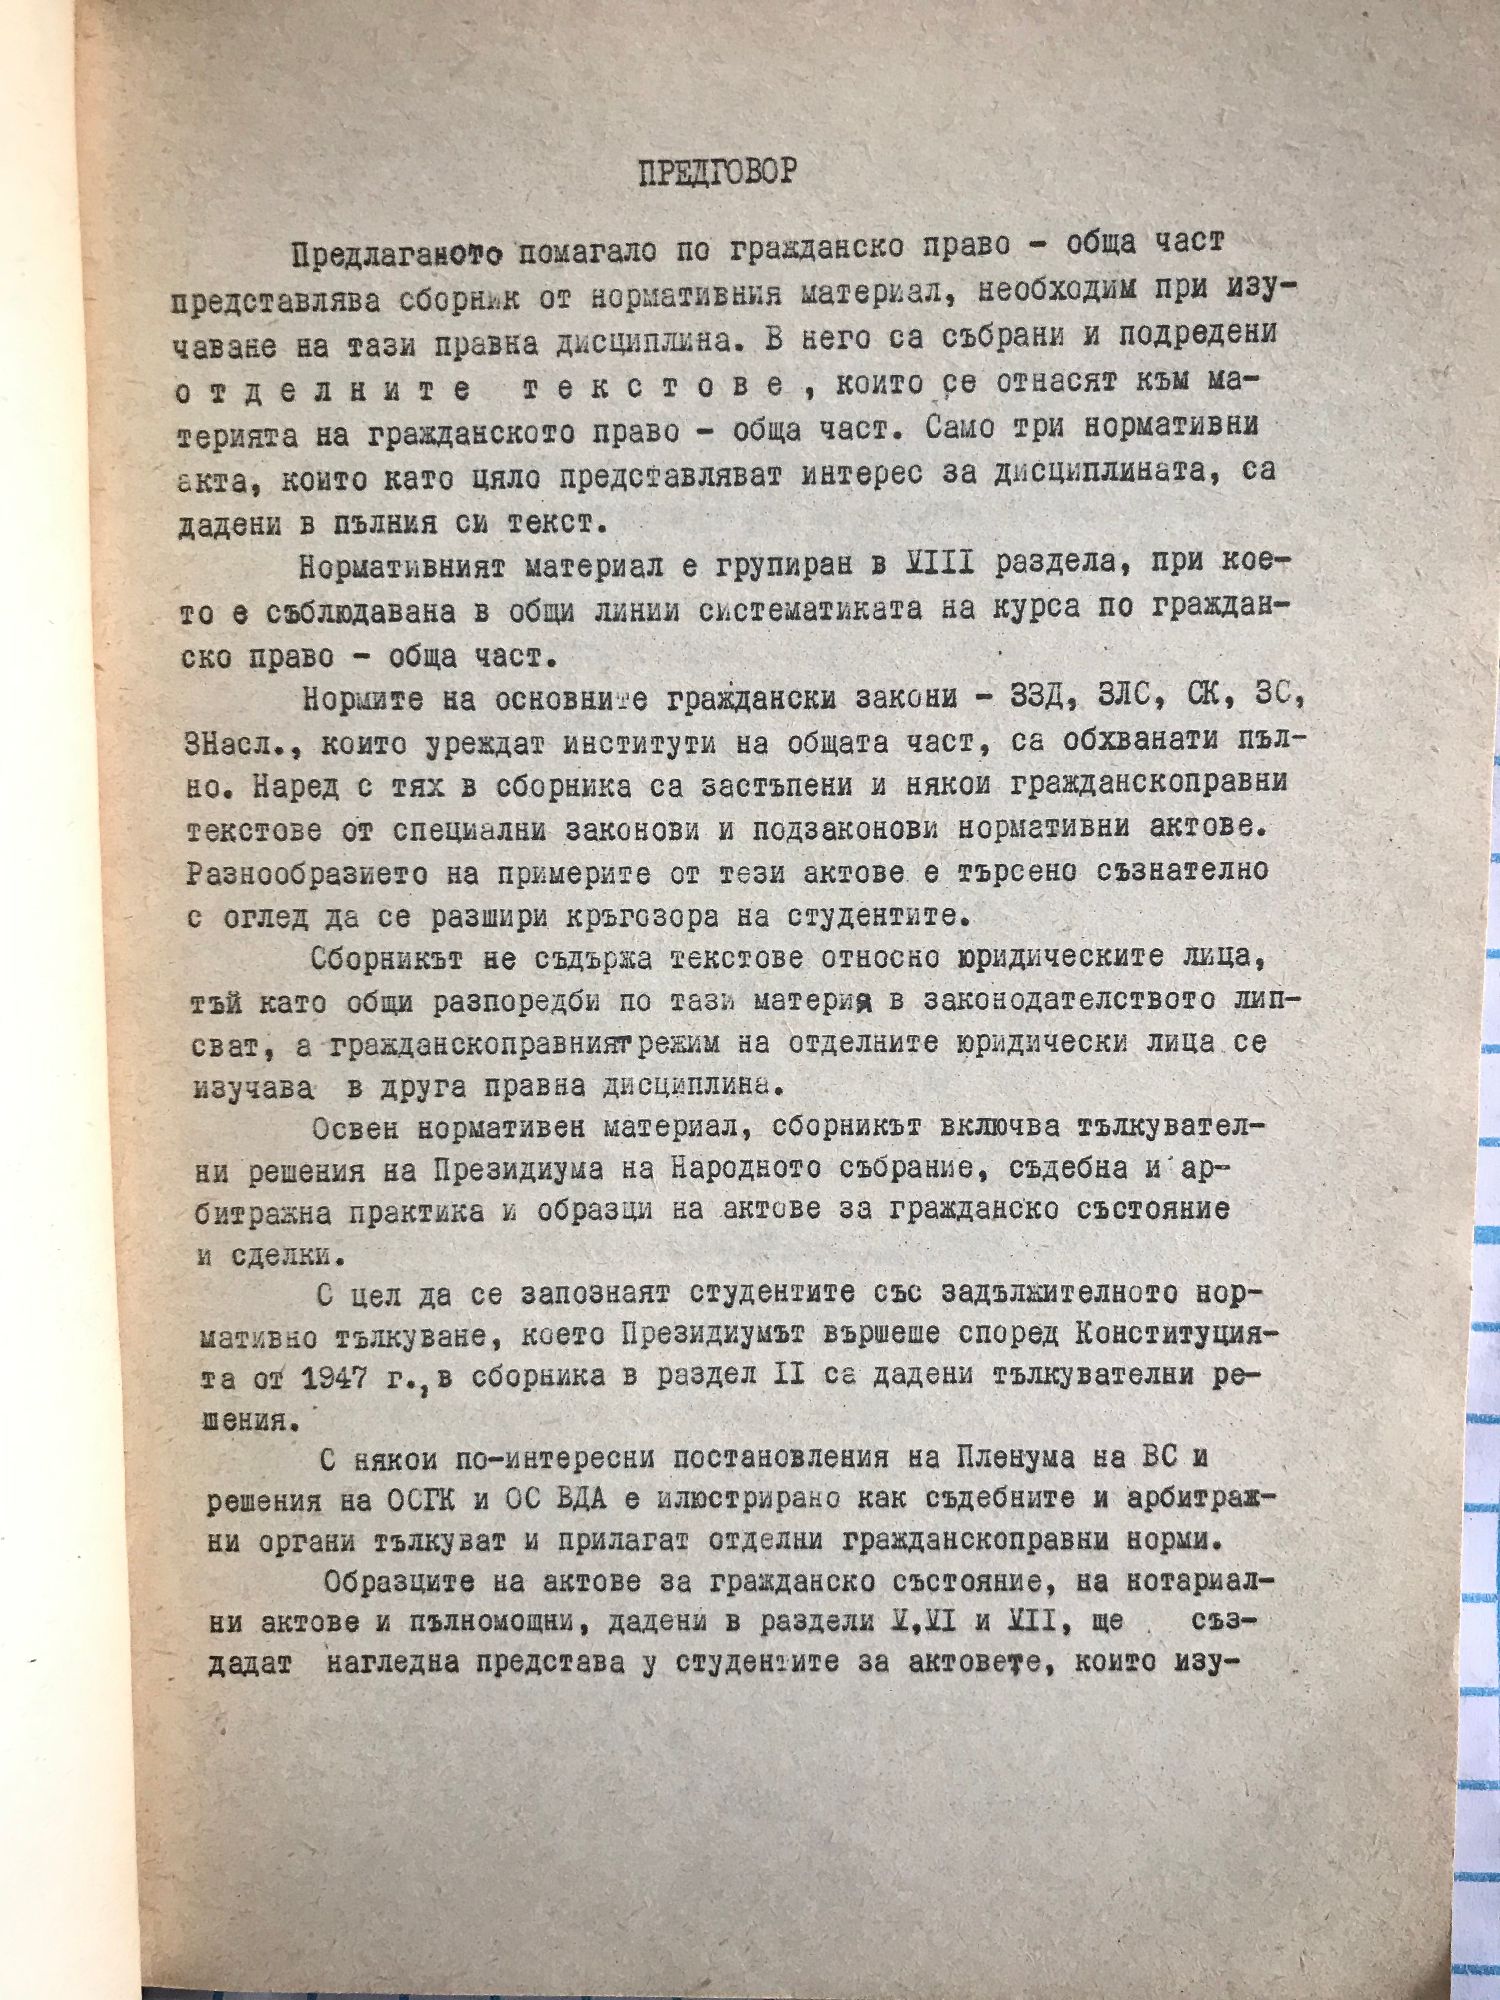 ПРЕДГОВОР
Предлаганото помагало по гражданско право – обща част
представлява сборник от нормативния материал, необходим при изу-
чаване на тази правна дисциплина. В него са събрани и подредени
о т д е л н и т е  т е к с т о в е , които се отнасят към ма-
терията на гражданското право – обща част. Само три нормативни
акта, които като цяло представляват интерес за дисциплината, са
дадени в пълния си текст.
Нормативният материал е групиран в VIII раздела, при кое-
то е съблюдавана в общи линии систематиката на курса по граждан-
ско право – обща част.
Нормите на основните граждански закони – ЗЗД, ЗЛС, СК, ЗС,
ЗНасл., които уреждат институти на общата част, са обхванати пъл-
но. Наред с тях в сборника са застъпени и някои гражданскоправни
текстове от специални законови и подзаконови нормативни актове.
Разнообразието на примерите от тези актове е търсено съзнателно
с оглед да се разшири кръгозора на студентите.
Сборникът не съдържа текстове относно юридическите лица,
тъй като общи разпоредби по тази материя в законодателството лип-
сват, а гражданскоправният режим на отделните юридически лица се
изучава в друга правна дисциплина.
Освен нормативен материал, сборникът включва тълкувател-
ни решения на Президиума на Народното събрание, съдебна и ар-
битражна практика и образци на актове за гражданско състояние
и сделки.
С цел да се запознаят студентите със задължителното нор-
мативно тълкуване, което Президиумът вършеше според Конституция-
та от 1947 г., в сборника в раздел II са дадени тълкувателни ре-
шения.
С някои по-интересни постановления на Пленума на ВС и
решения на ОСГК и ОС ВДА е илюстрирано как съдебните и арбитраж-
ни органи тълкуват и прилагат отделни гражданскоправни норми.
Образците на актове за гражданско състояние, на нотариал-
ни актове и пълномощни, дадени в раздели V,VI и VII, ще съз-
дадат нагледна представа у студентите за актовете, които изу-